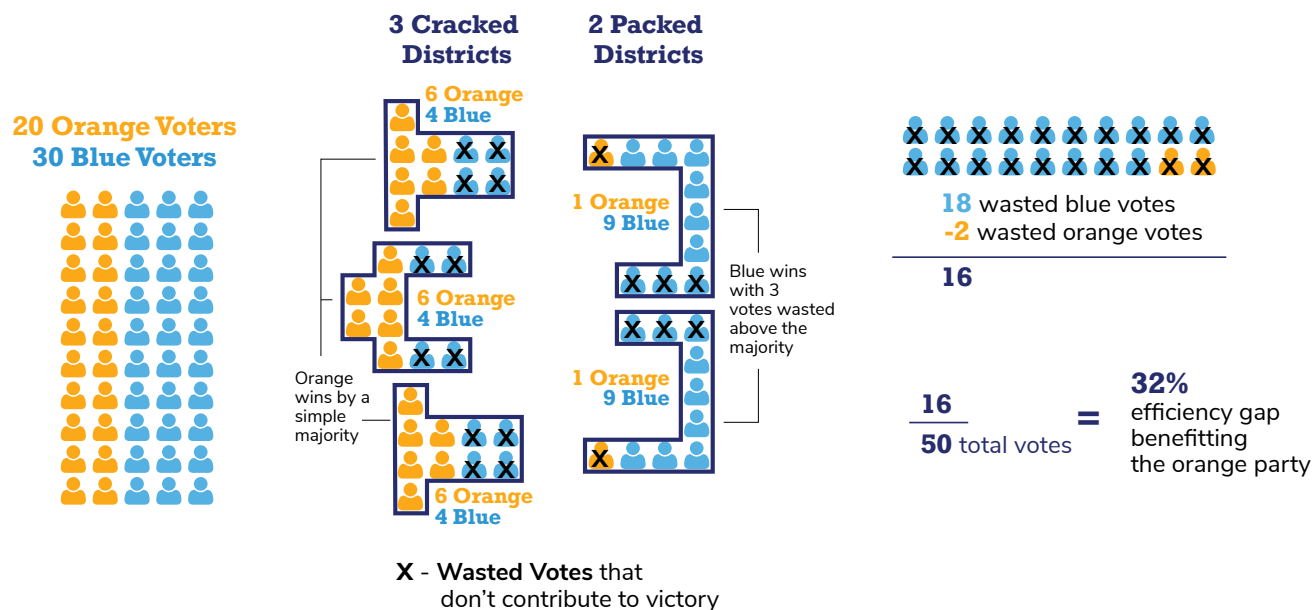 20 Orange Voters
30 Blue Voters
3 Cracked
Districts
6 Orange
4 Blue
X X
X X
X X
6 Orange
4 Blue
X X
Orange
wins by a
simple
majority
X X
X X
6 Orange
4 Blue
2 Packed
Districts
X
1 Orange
9 Blue
X X X
X X X
1 Orange
9 Blue
X
Blue wins
with 3
votes wasted
above the
majority
X X X X X X X X X X
X X X X X X X X X X
18 wasted blue votes
-2 wasted orange votes
16
16
50 total votes
=
32%
efficiency gap
benefitting
the orange party
X - Wasted Votes that
don't contribute to victory